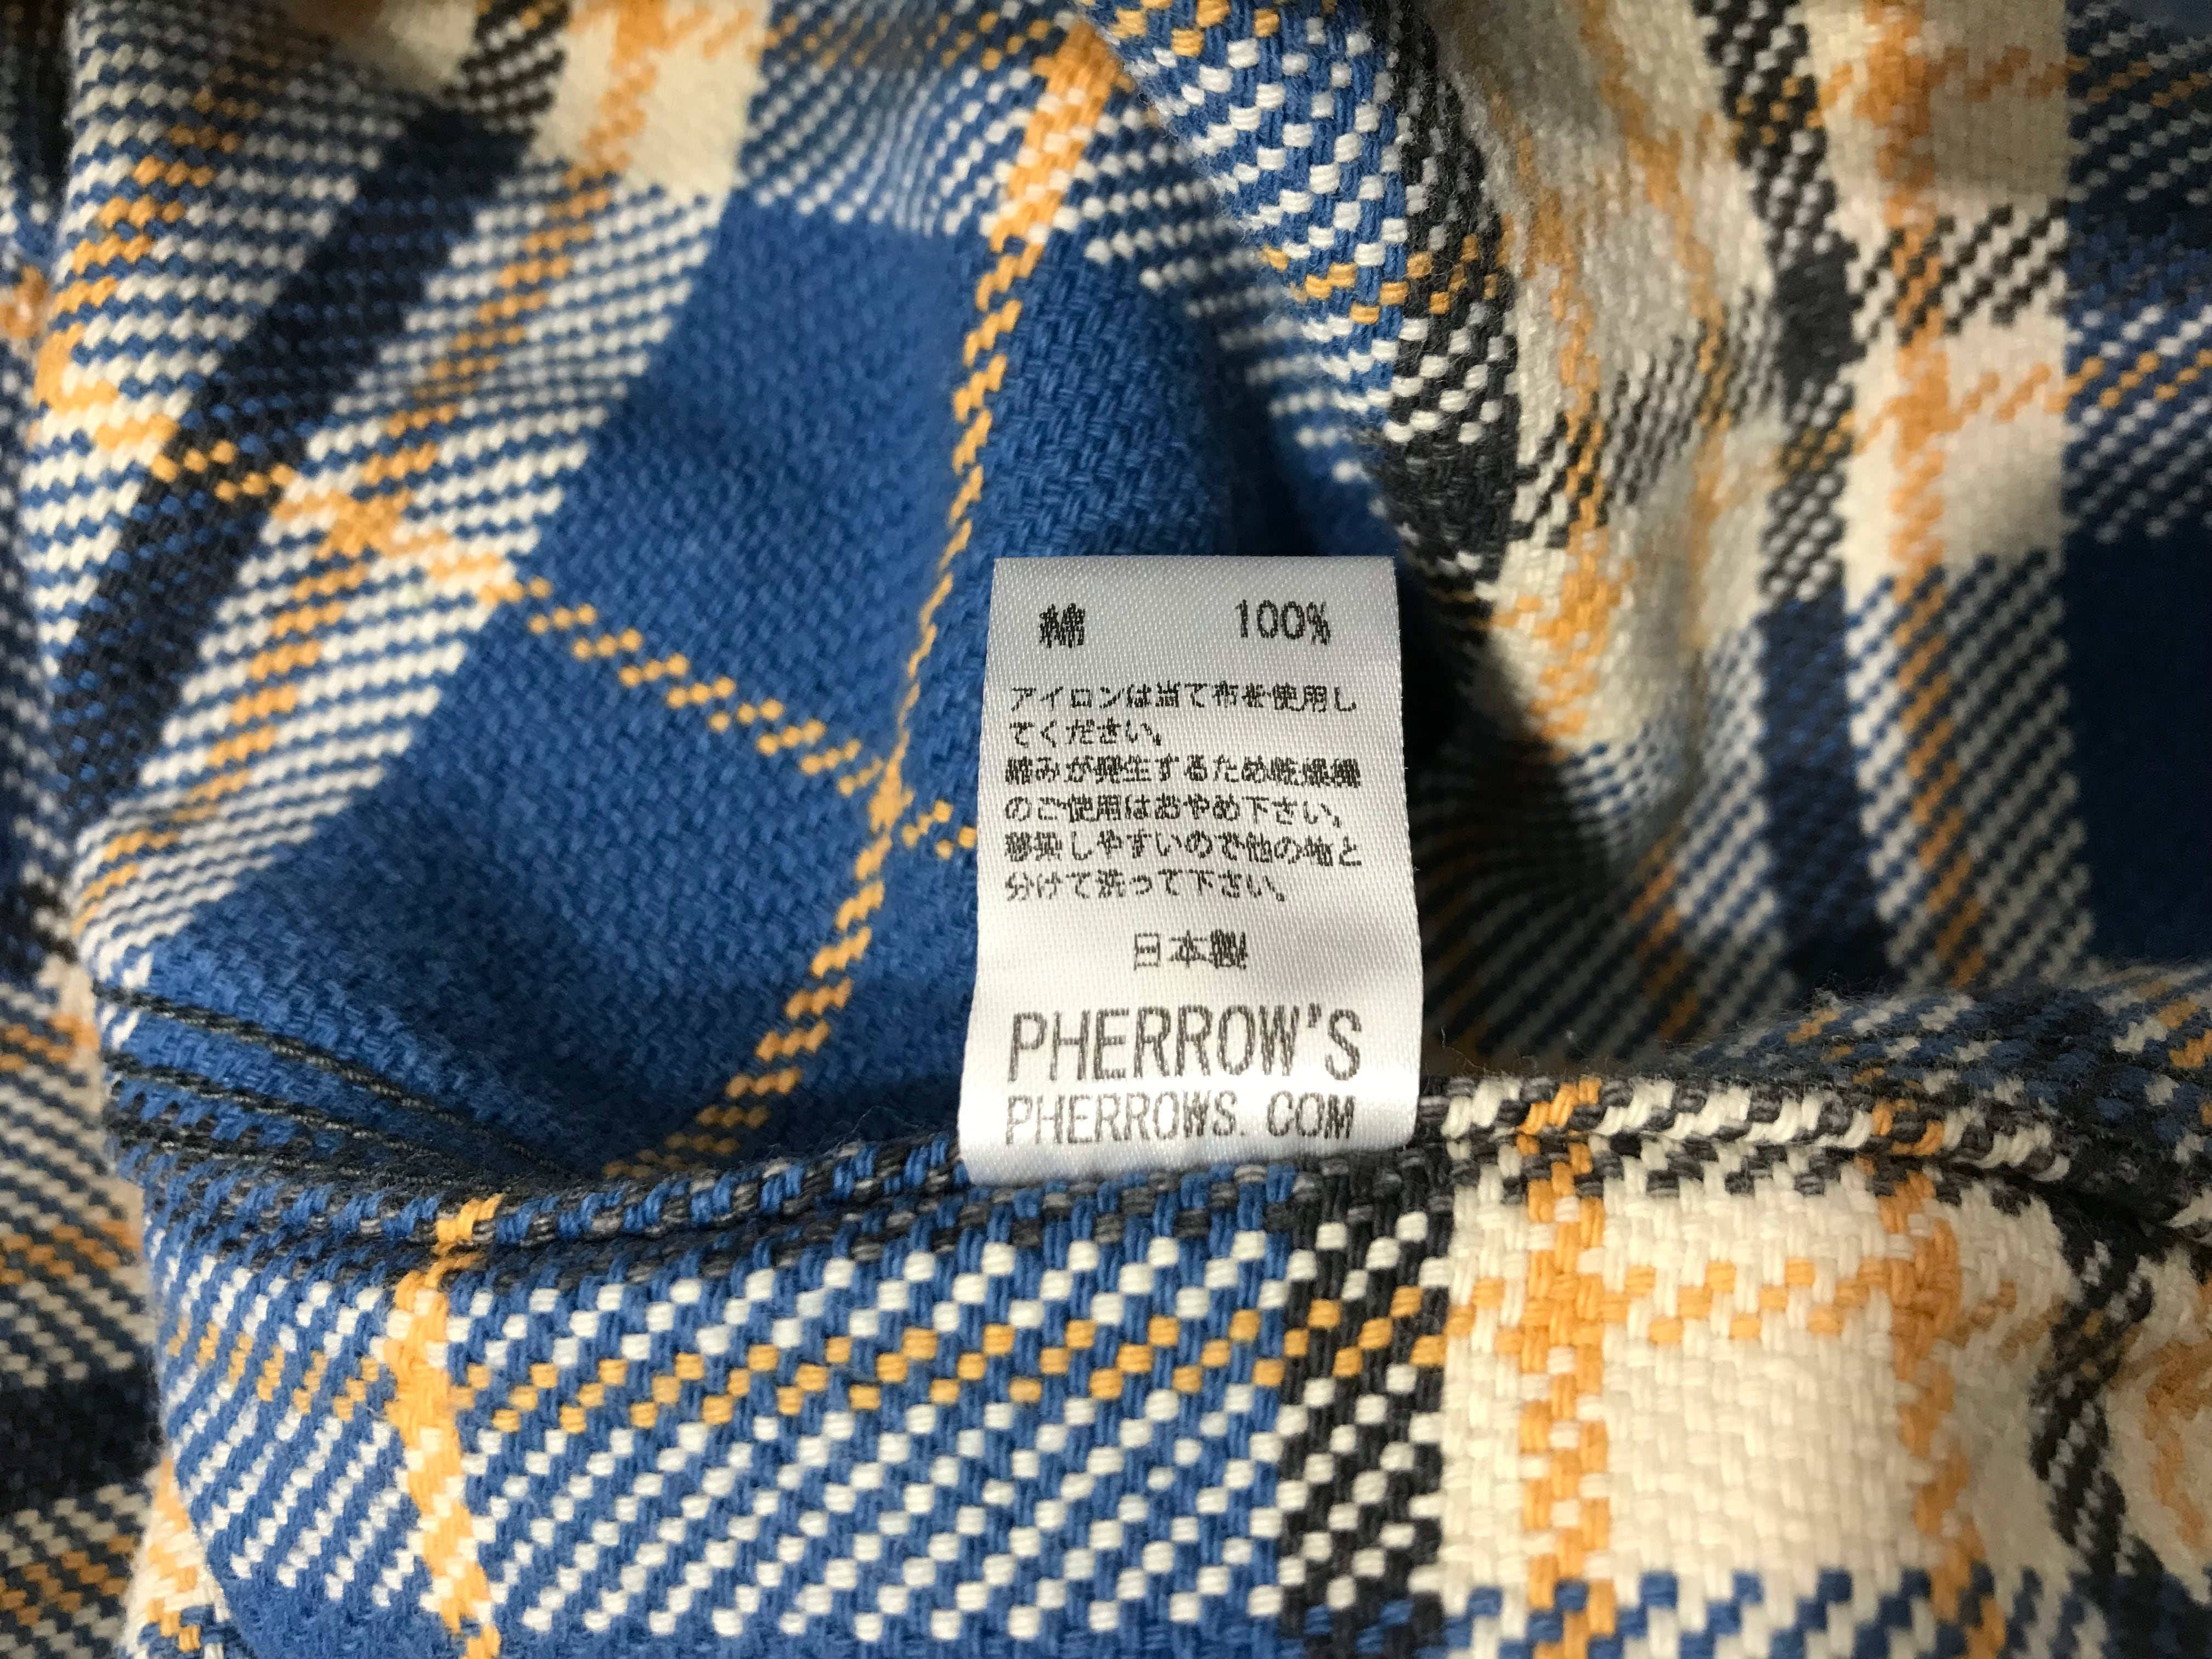 綿 100%
アイロンは当て布を使用し
てください。
縮みが発生するため乾燥機
のご使用はおやめ下さい。
移染しやすいので他の物と
分けて洗って下さい。
日本製
PHERROW'S
PHERROWS.COM